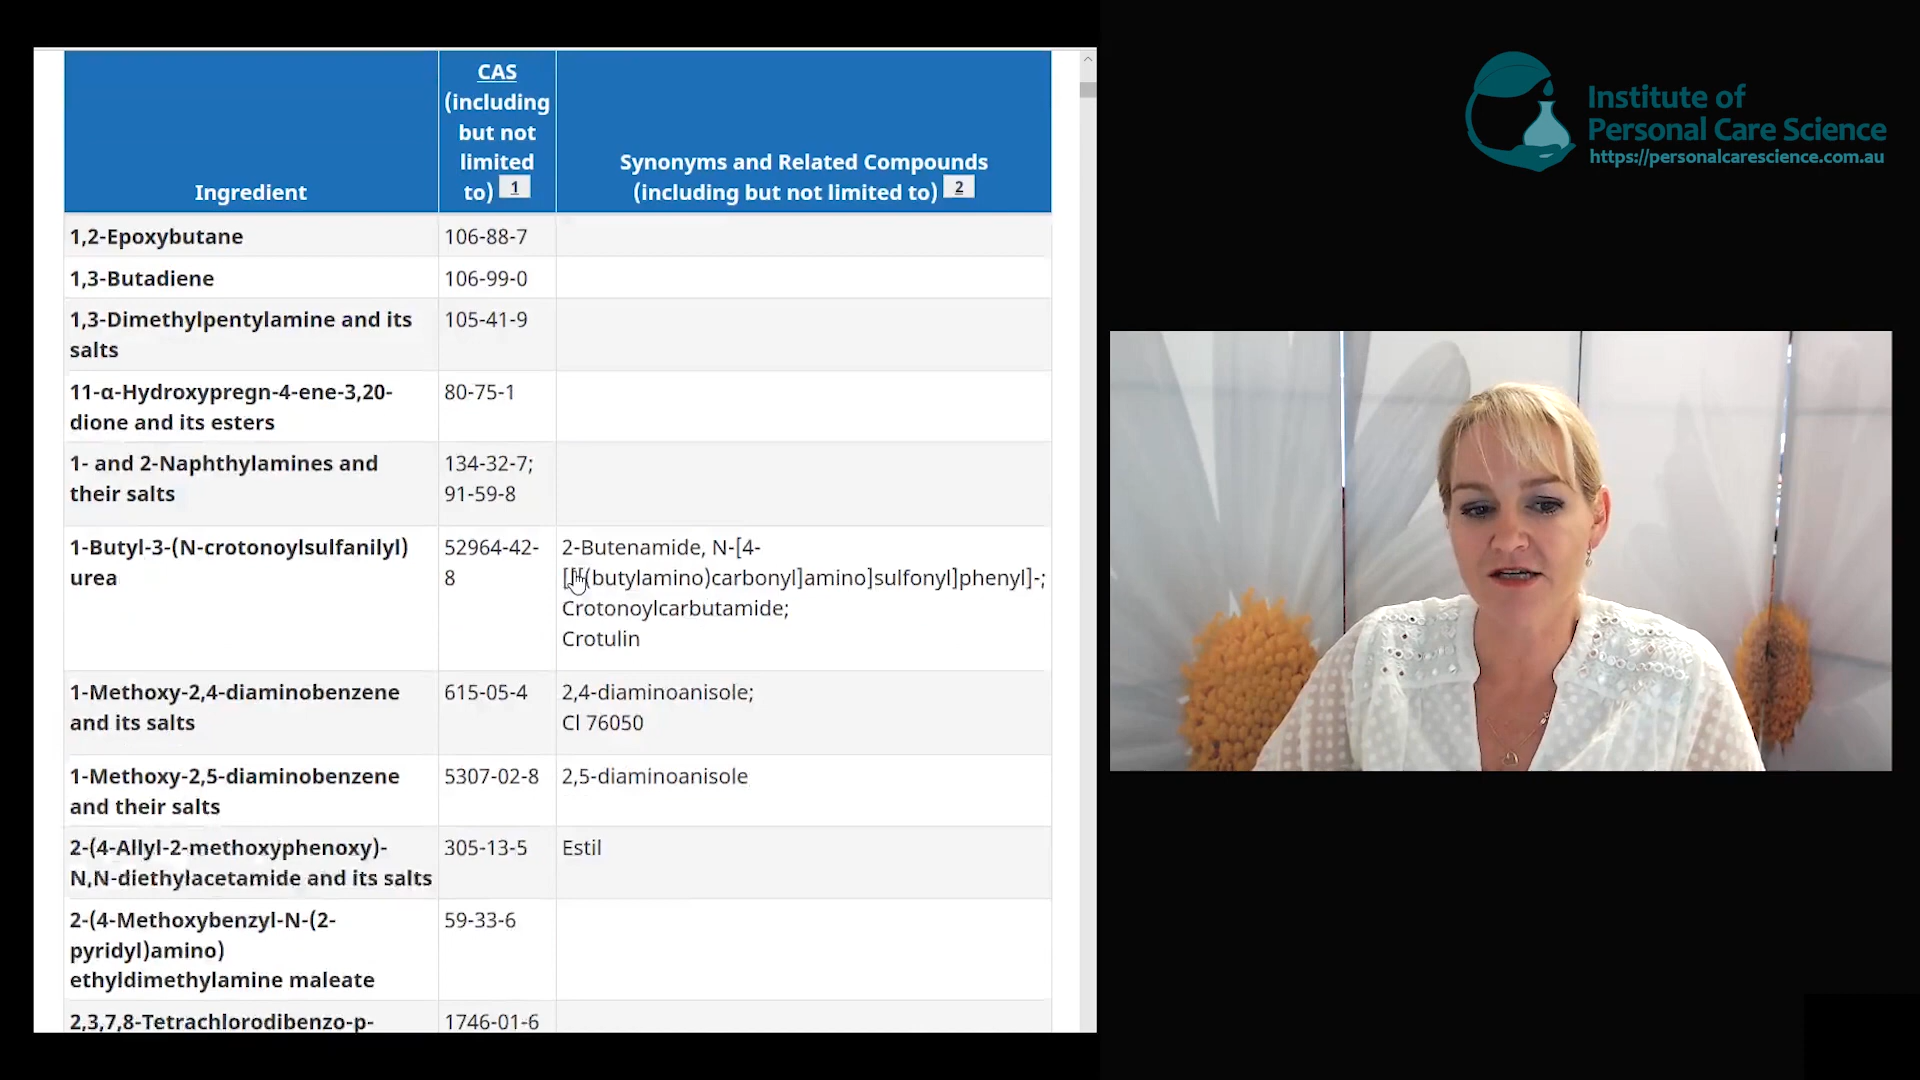 Ingredient
CAS
(including
but not
limited
to) 1
Synonyms and Related Compounds
(including but not limited to) 2
1,2-Epoxybutane
106-88-7
1,3-Butadiene
106-99-0
1,3-Dimethylpentylamine and its
salts
105-41-9
11-α-Hydroxypregn-4-ene-3,20-
dione and its esters
80-75-1
1- and 2-Naphthylamines and
their salts
134-32-7;
91-59-8
1-Butyl-3-(N-crotonoylsulfanilyl)
urea
52964-42-
8
2-Butenamide, N-[4-
[[[(butylamino)carbonyl]amino]sulfonyl]phenyl]-;
Crotonoylcarbutamide;
Crotulin
1-Methoxy-2,4-diaminobenzene
and its salts
615-05-4
2,4-diaminoanisole;
Cl 76050
1-Methoxy-2,5-diaminobenzene
and their salts
5307-02-8
2,5-diaminoanisole
2-(4-Allyl-2-methoxyphenoxy)-
N,N-diethylacetamide and its salts
305-13-5
Estil
2-(4-Methoxybenzyl-N-(2-
pyridyl)amino)
ethyldimethylamine maleate
59-33-6
2,3,7,8-Tetrachlorodibenzo-p-
1746-01-6
Institute of
Personal Care Science
https://personalcarescience.com.au